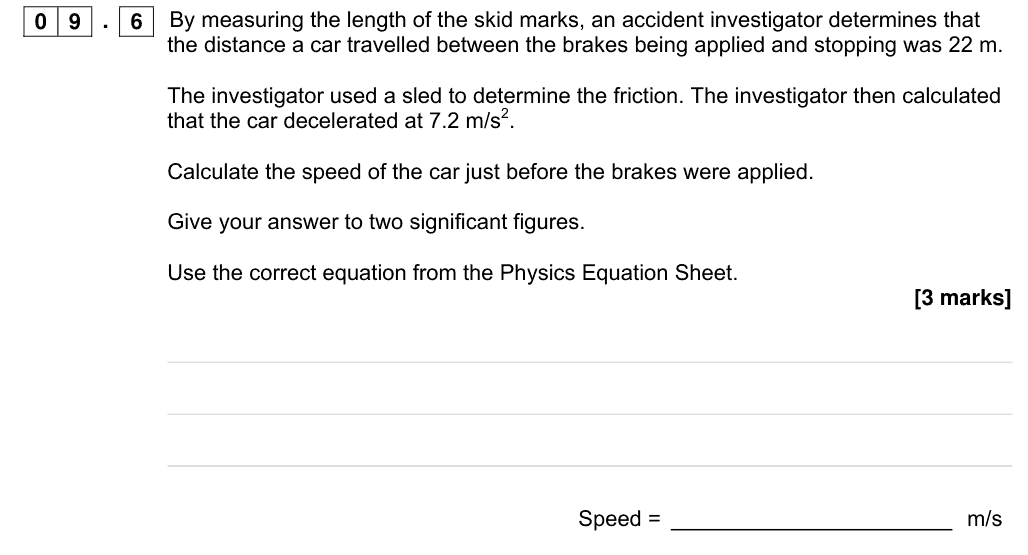 09.6 By measuring the length of the skid marks, an accident investigator determines that
the distance a car travelled between the brakes being applied and stopping was 22 m.
The investigator used a sled to determine the friction. The investigator then calculated
that the car decelerated at 7.2 m/s².
Calculate the speed of the car just before the brakes were applied.
Give your answer to two significant figures.
Use the correct equation from the Physics Equation Sheet.
[3 marks]
Speed = ____________________ m/s